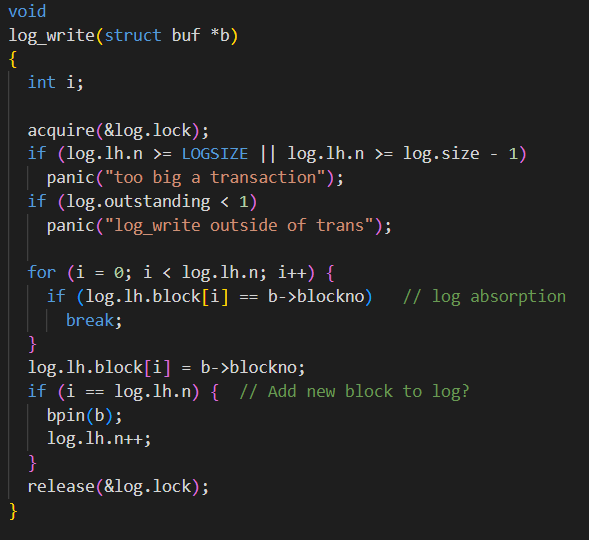 void
log_write(struct buf *b)
{
  int i;

  acquire(&log.lock);
  if (log.lh.n >= LOGSIZE || log.lh.n >= log.size - 1)
    panic("too big a transaction");
  if (log.outstanding < 1)
    panic("log_write outside of trans");

  for (i = 0; i < log.lh.n; i++) {
    if (log.lh.block[i] == b->blockno)   // log absorption
      break;
  }
  log.lh.block[i] = b->blockno;
  if (i == log.lh.n) {  // Add new block to log?
    bpin(b);
    log.lh.n++;
  }
  release(&log.lock);
}